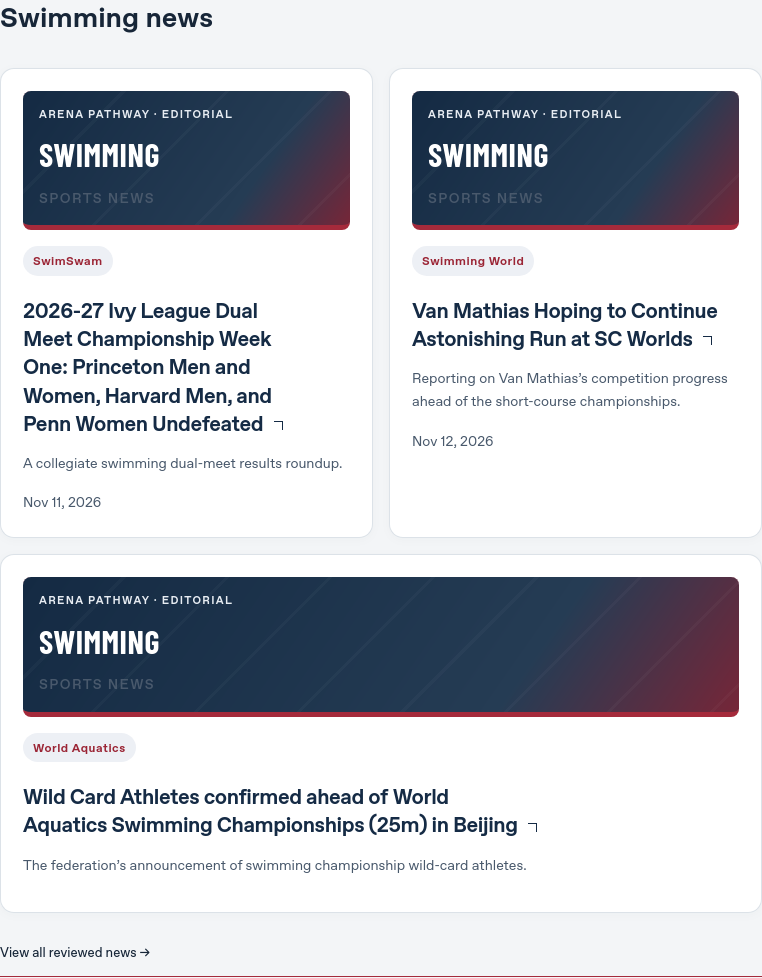 Swimming news
ARENA PATHWAY · EDITORIAL
SWIMMING
SPORTS NEWS
SwimSwam
2026-27 Ivy League Dual
Meet Championship Week
One: Princeton Men and
Women, Harvard Men, and
Penn Women Undefeated
A collegiate swimming dual-meet results roundup.
Nov 11, 2026
ARENA PATHWAY · EDITORIAL
SWIMMING
SPORTS NEWS
Swimming World
Van Mathias Hoping to Continue
Astonishing Run at SC Worlds
Reporting on Van Mathias’s competition progress
ahead of the short-course championships.
Nov 12, 2026
ARENA PATHWAY · EDITORIAL
SWIMMING
SPORTS NEWS
World Aquatics
Wild Card Athletes confirmed ahead of World
Aquatics Swimming Championships (25m) in Beijing
The federation’s announcement of swimming championship wild-card athletes.
View all reviewed news →